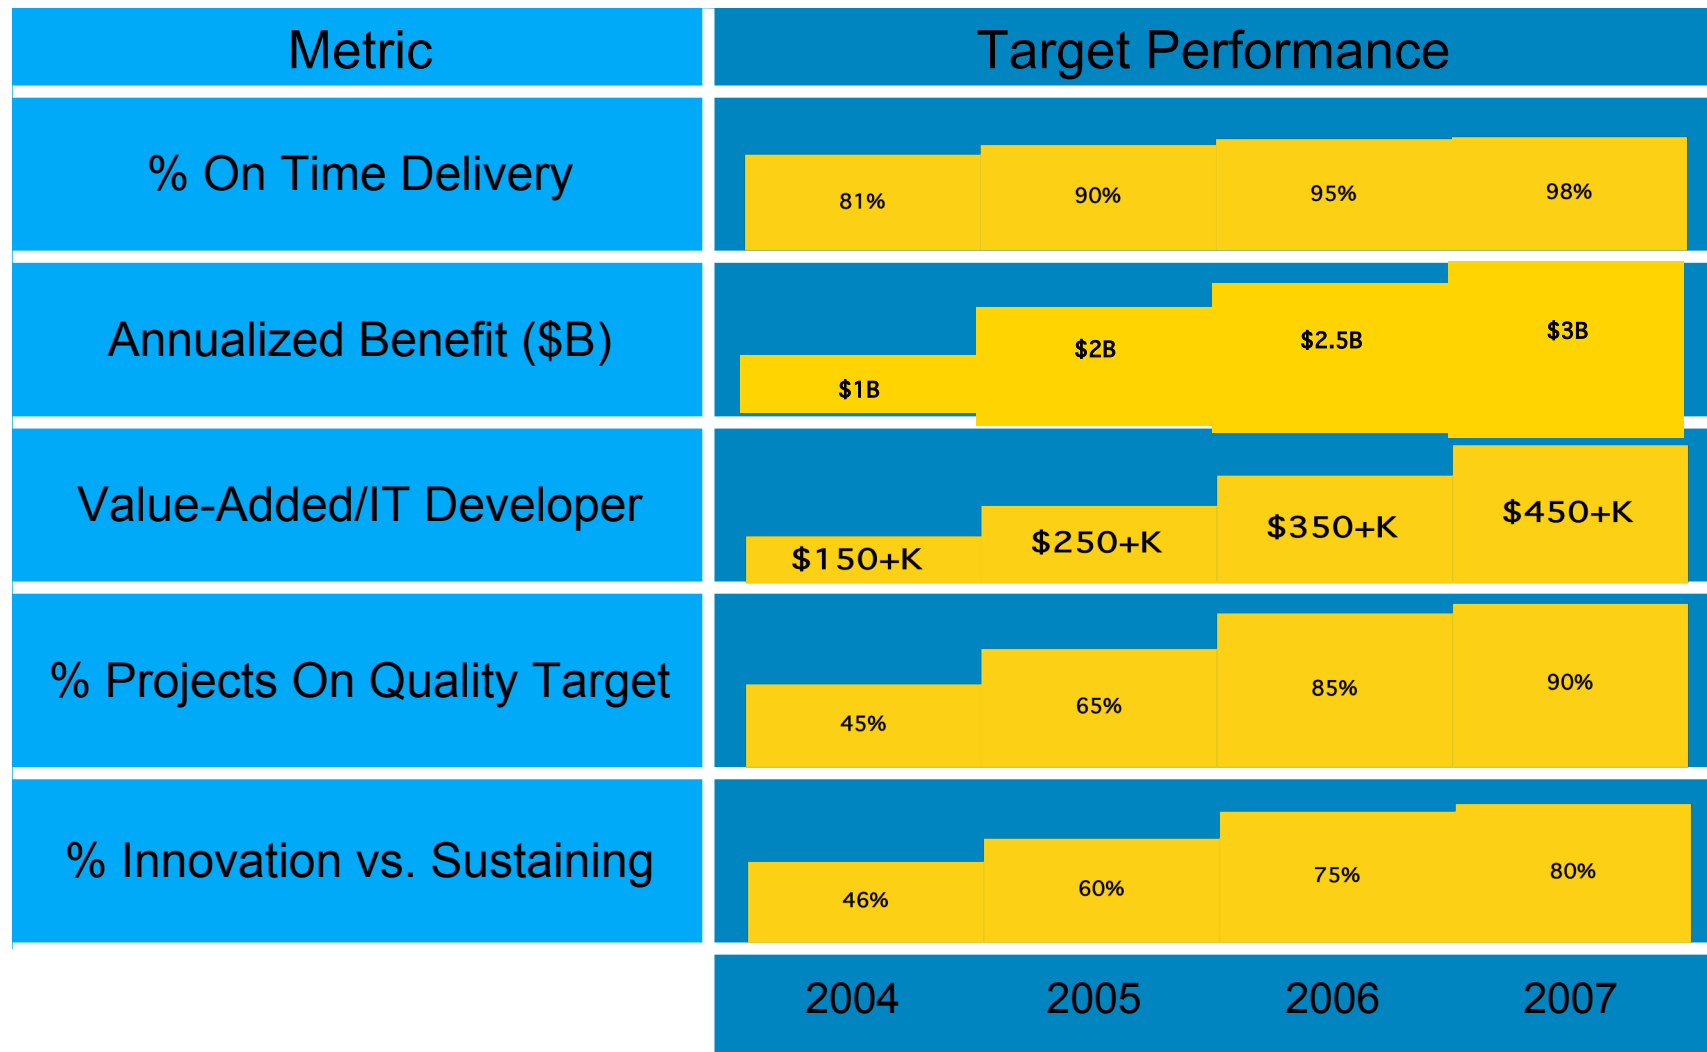 Metric
Target Performance
% On Time Delivery
81%
90%
95%
98%
Annualized Benefit ($B)
$1B
$2B
$2.5B
$3B
Value-Added/IT Developer
$150+K
$250+K
$350+K
$450+K
% Projects On Quality Target
45%
65%
85%
90%
% Innovation vs. Sustaining
46%
60%
75%
80%
2004
2005
2006
2007